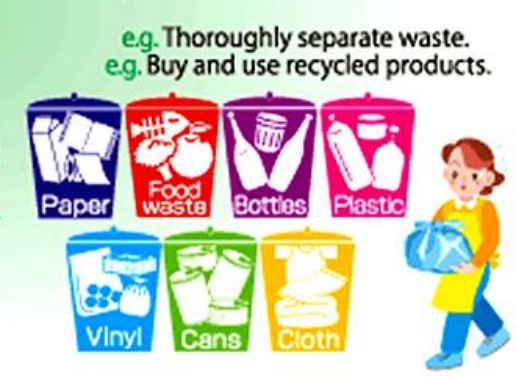 e.g. Thoroughly separate waste.
e.g. Buy and use recycled products.
Paper
Food
waste
Bottles
Plastic
Vinyl
Cans
Cloth